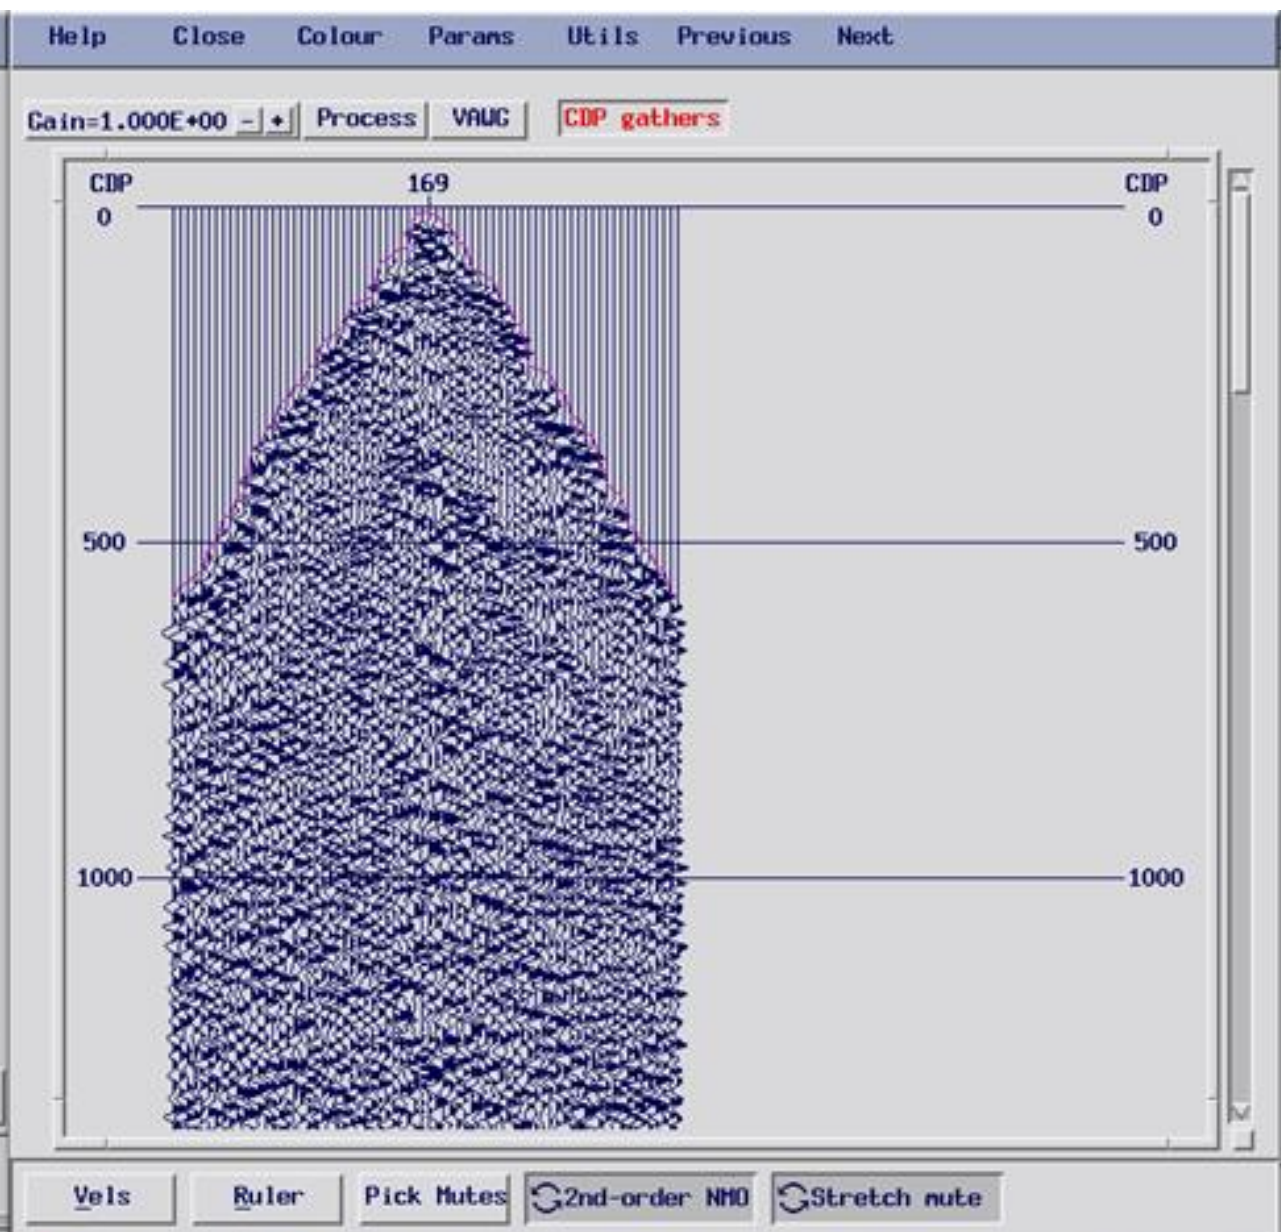 Help Close Colour Params Utils Previous Next
Gain=1.000E+00 - + Process VAWG CDP gathers
CDP 169 CDP
0 0
500 500
1000 1000
Vels Ruler Pick Mutes 2nd-order NMO Stretch mute